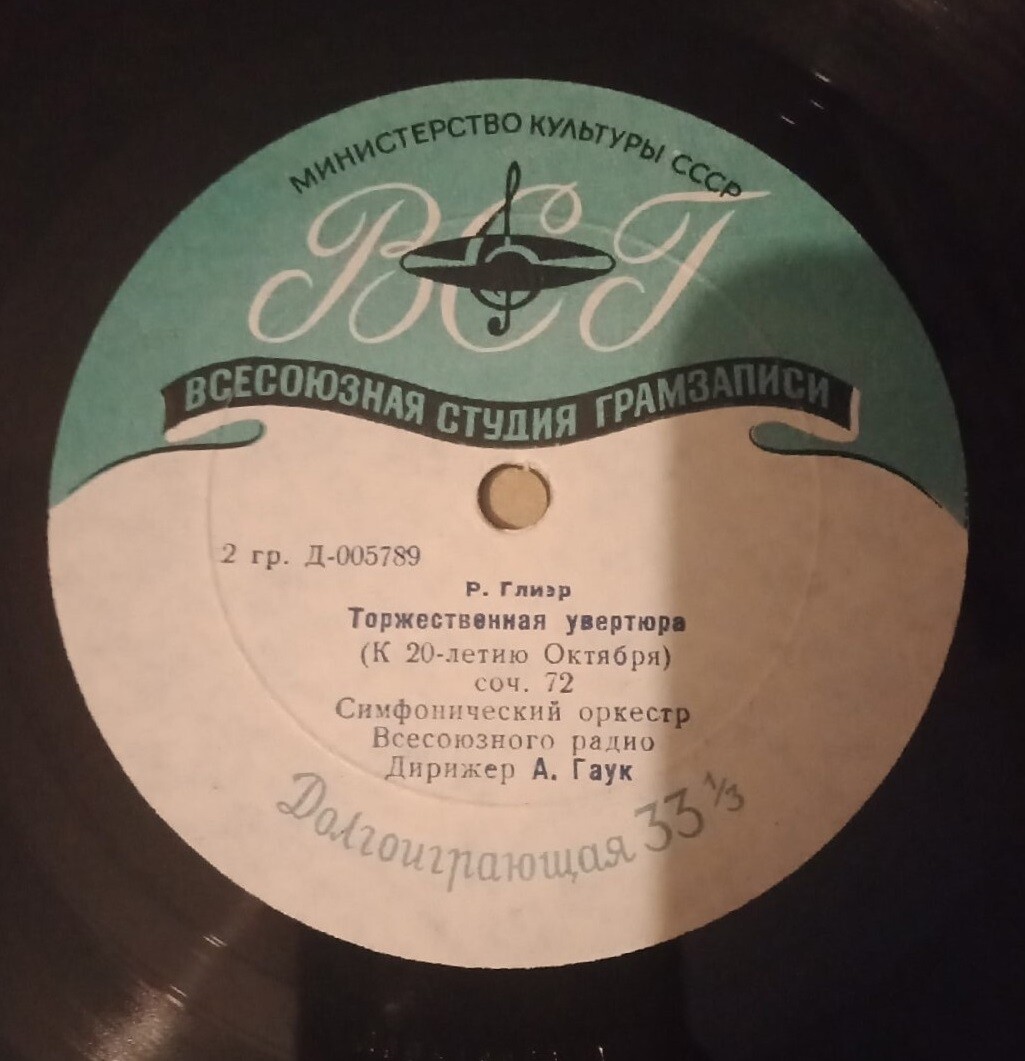 МИНИСТЕРСТВО КУЛЬТУРЫ СССР
ВСГ
ВСЕСОЮЗНАЯ СТУДИЯ ГРАМЗАПИСИ
2 гр. Д-005789
Р. Глиэр
Торжественная увертюра
(К 20-летию Октября)
соч. 72
Симфонический оркестр
Всесоюзного радио
Дирижер А. Гаук
Долгоиграющая 33 1/3